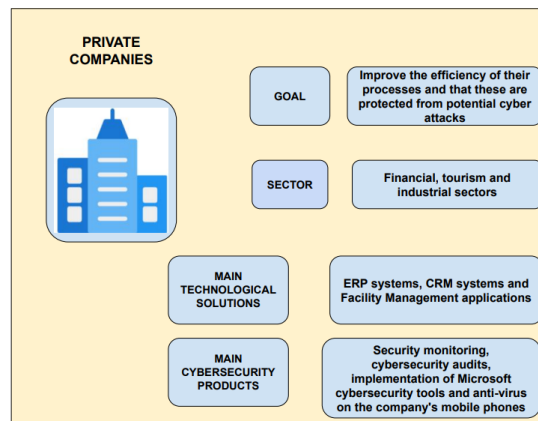 PRIVATE
COMPANIES
GOAL
Improve the efficiency of their
processes and that these are
protected from potential cyber
attacks
SECTOR
Financial, tourism and
industrial sectors
MAIN
TECHNOLOGICAL
SOLUTIONS
ERP systems, CRM systems and
Facility Management applications
MAIN
CYBERSECURITY
PRODUCTS
Security monitoring,
cybersecurity audits,
implementation of Microsoft
cybersecurity tools and anti-virus
on the company's mobile phones